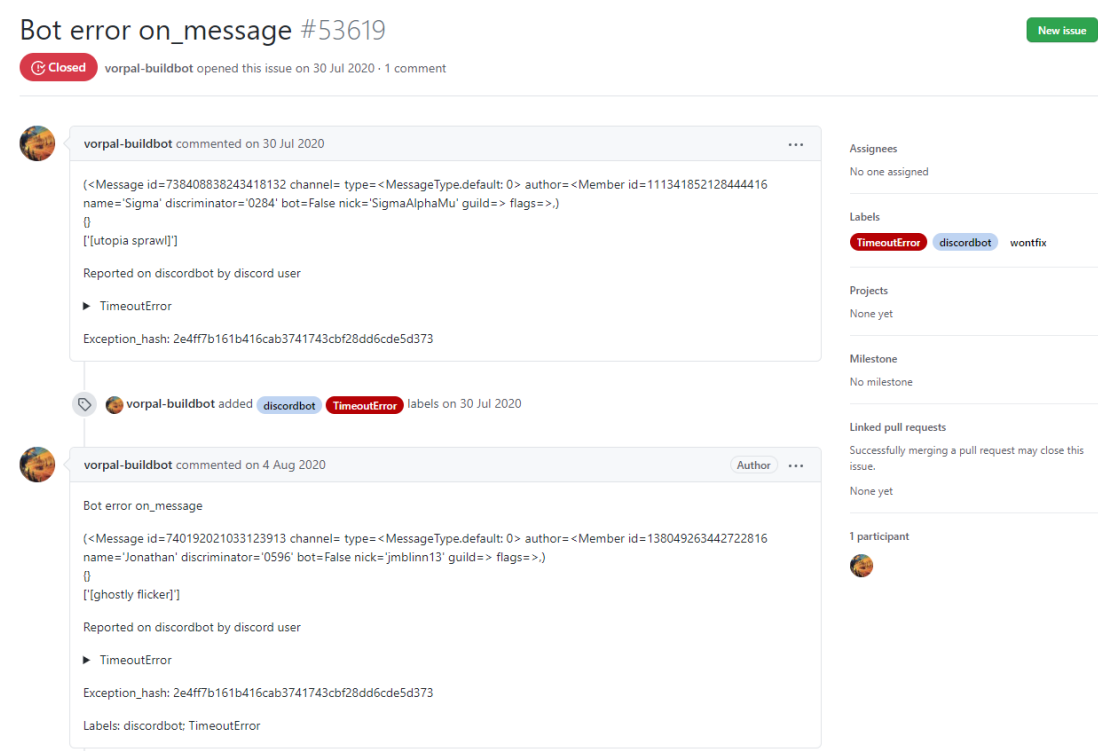 Bot error on_message #53619
New issue
Closed
vorpal-buildbot opened this issue on 30 Jul 2020 · 1 comment
vorpal-buildbot commented on 30 Jul 2020
(<Message id=738408838243418132 channel= type=<MessageType.default: 0> author=<Member id=111341852128444416
name='Sigma' discriminator='0284' bot=False nick='SigmaAlphaMu' guild=> flags=>,)
{}
['[utopia sprawl]']
Reported on discordbot by discord user
TimeoutError
Exception_hash: 2e4ff7b161b416cab3741743cbf28dd6cde5d373
vorpal-buildbot added discordbot TimeoutError labels on 30 Jul 2020
vorpal-buildbot commented on 4 Aug 2020
Author
Bot error on_message
(<Message id=740192021033123913 channel= type=<MessageType.default: 0> author=<Member id=138049263442722816
name='Jonathan' discriminator='0596' bot=False nick='jmblinn13' guild=> flags=>,)
{}
['[ghostly flicker]']
Reported on discordbot by discord user
TimeoutError
Exception_hash: 2e4ff7b161b416cab3741743cbf28dd6cde5d373
Labels: discordbot; TimeoutError
Assignees
No one assigned
Labels
TimeoutError discordbot wontfix
Projects
None yet
Milestone
No milestone
Linked pull requests
Successfully merging a pull request may close this
issue.
None yet
1 participant